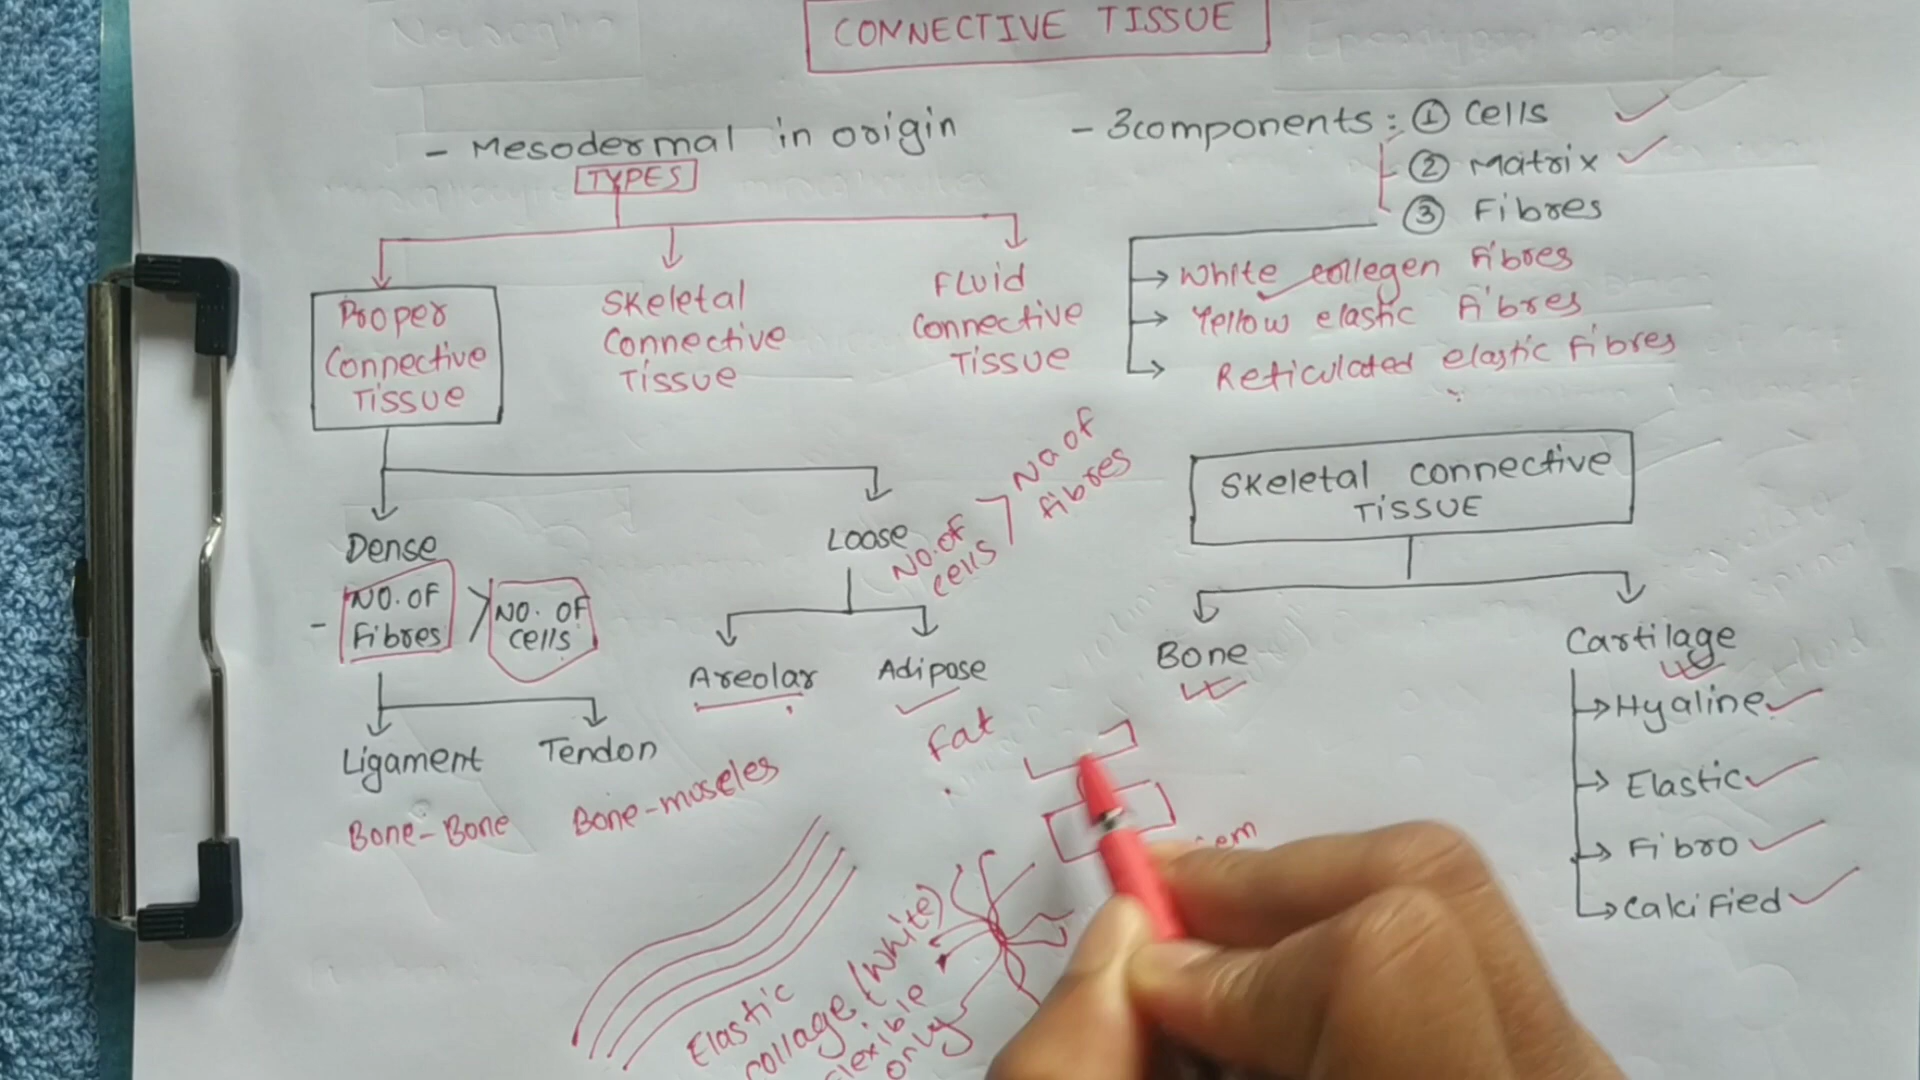 CONNECTIVE TISSUE
- Mesodermal in origin
- 3components : ① Cells
② Matrix
③ Fibres
TYPES
Proper
Connective
Tissue
Skeletal
Connective
Tissue
Fluid
Connective
Tissue
White collegen Fibres
Yellow elastic Fibres
Reticulated elastic Fibres
Dense
- NO. OF
Fibres
> NO. OF
cells
Loose
No. of
cells
> No of
fibres
Areolar
Adipose
Fat
Ligament
Tendon
Bone-Bone
Bone-muscles
Skeletal connective
Tissue
Bone
Cartilage
Hyaline
Elastic
Fibro
Calcified
Elastic
collage (White)
flexible
only